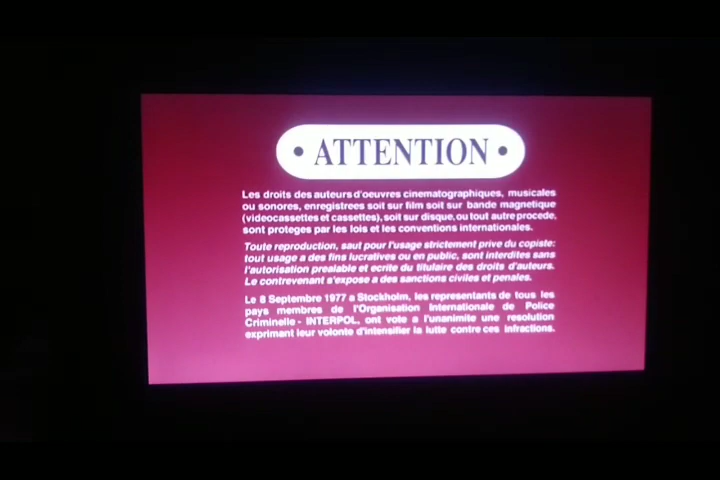 • ATTENTION •
Les droits des auteurs d'oeuvres cinematographiques, musicales
ou sonores, enregistrees soit sur film soit sur bande magnetique
(videocassettes et cassettes), soit sur disque, ou tout autre procede,
sont proteges par les lois et les conventions internationales.
Toute reproduction, saut pour l'usage strictement prive du copiste:
tout usage a des fins lucratives ou en public, sont interdites sans
l'autorisation prealable et ecrite du titulaire des droits d'auteurs.
Le contrevenant s'expose a des sanctions civiles et penales.
Le 8 Septembre 1977 a Stockholm, les representants de tous les
pays membres de l'Organisation Internationale de Police
Criminelle - INTERPOL, ont vote a l'unanimite une resolution
exprimant leur volonte d'intensifier la lutte contre ces infractions.